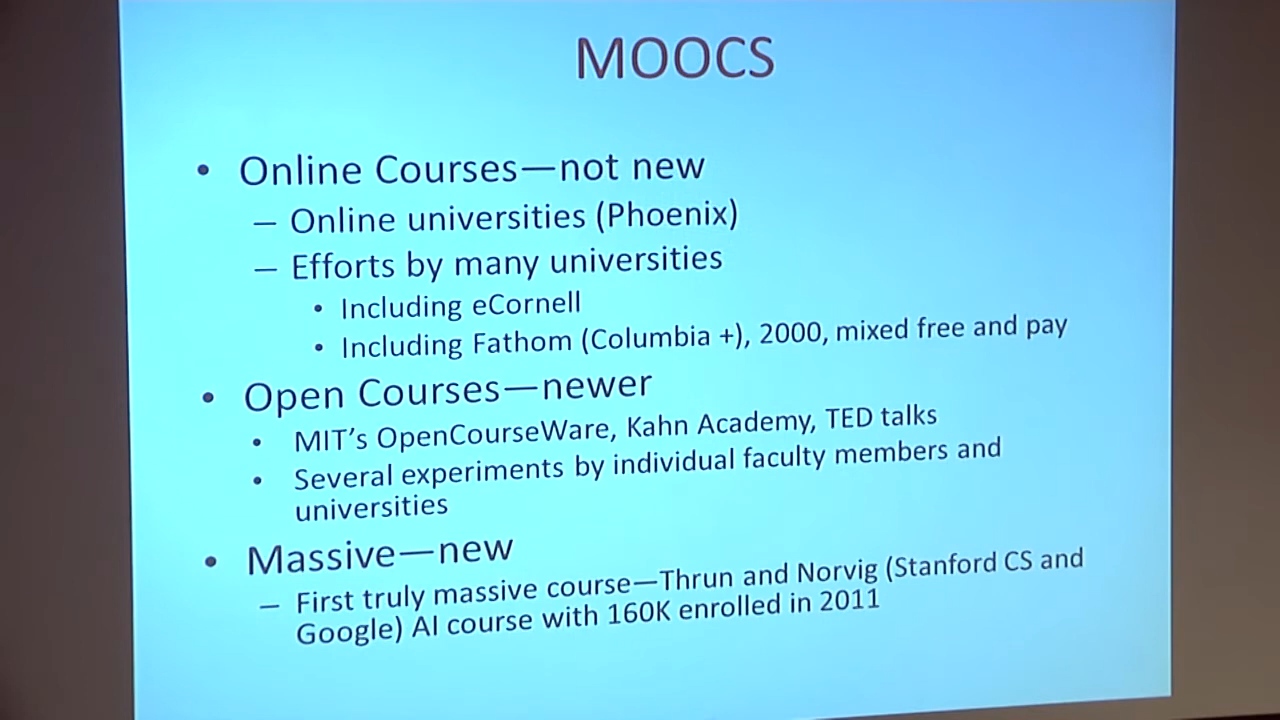 MOOCS
• Online Courses—not new
– Online universities (Phoenix)
– Efforts by many universities
• Including eCornell
• Including Fathom (Columbia +), 2000, mixed free and pay
• Open Courses—newer
• MIT's OpenCourseWare, Kahn Academy, TED talks
• Several experiments by individual faculty members and
universities
• Massive—new
– First truly massive course—Thrun and Norvig (Stanford CS and
Google) AI course with 160K enrolled in 2011